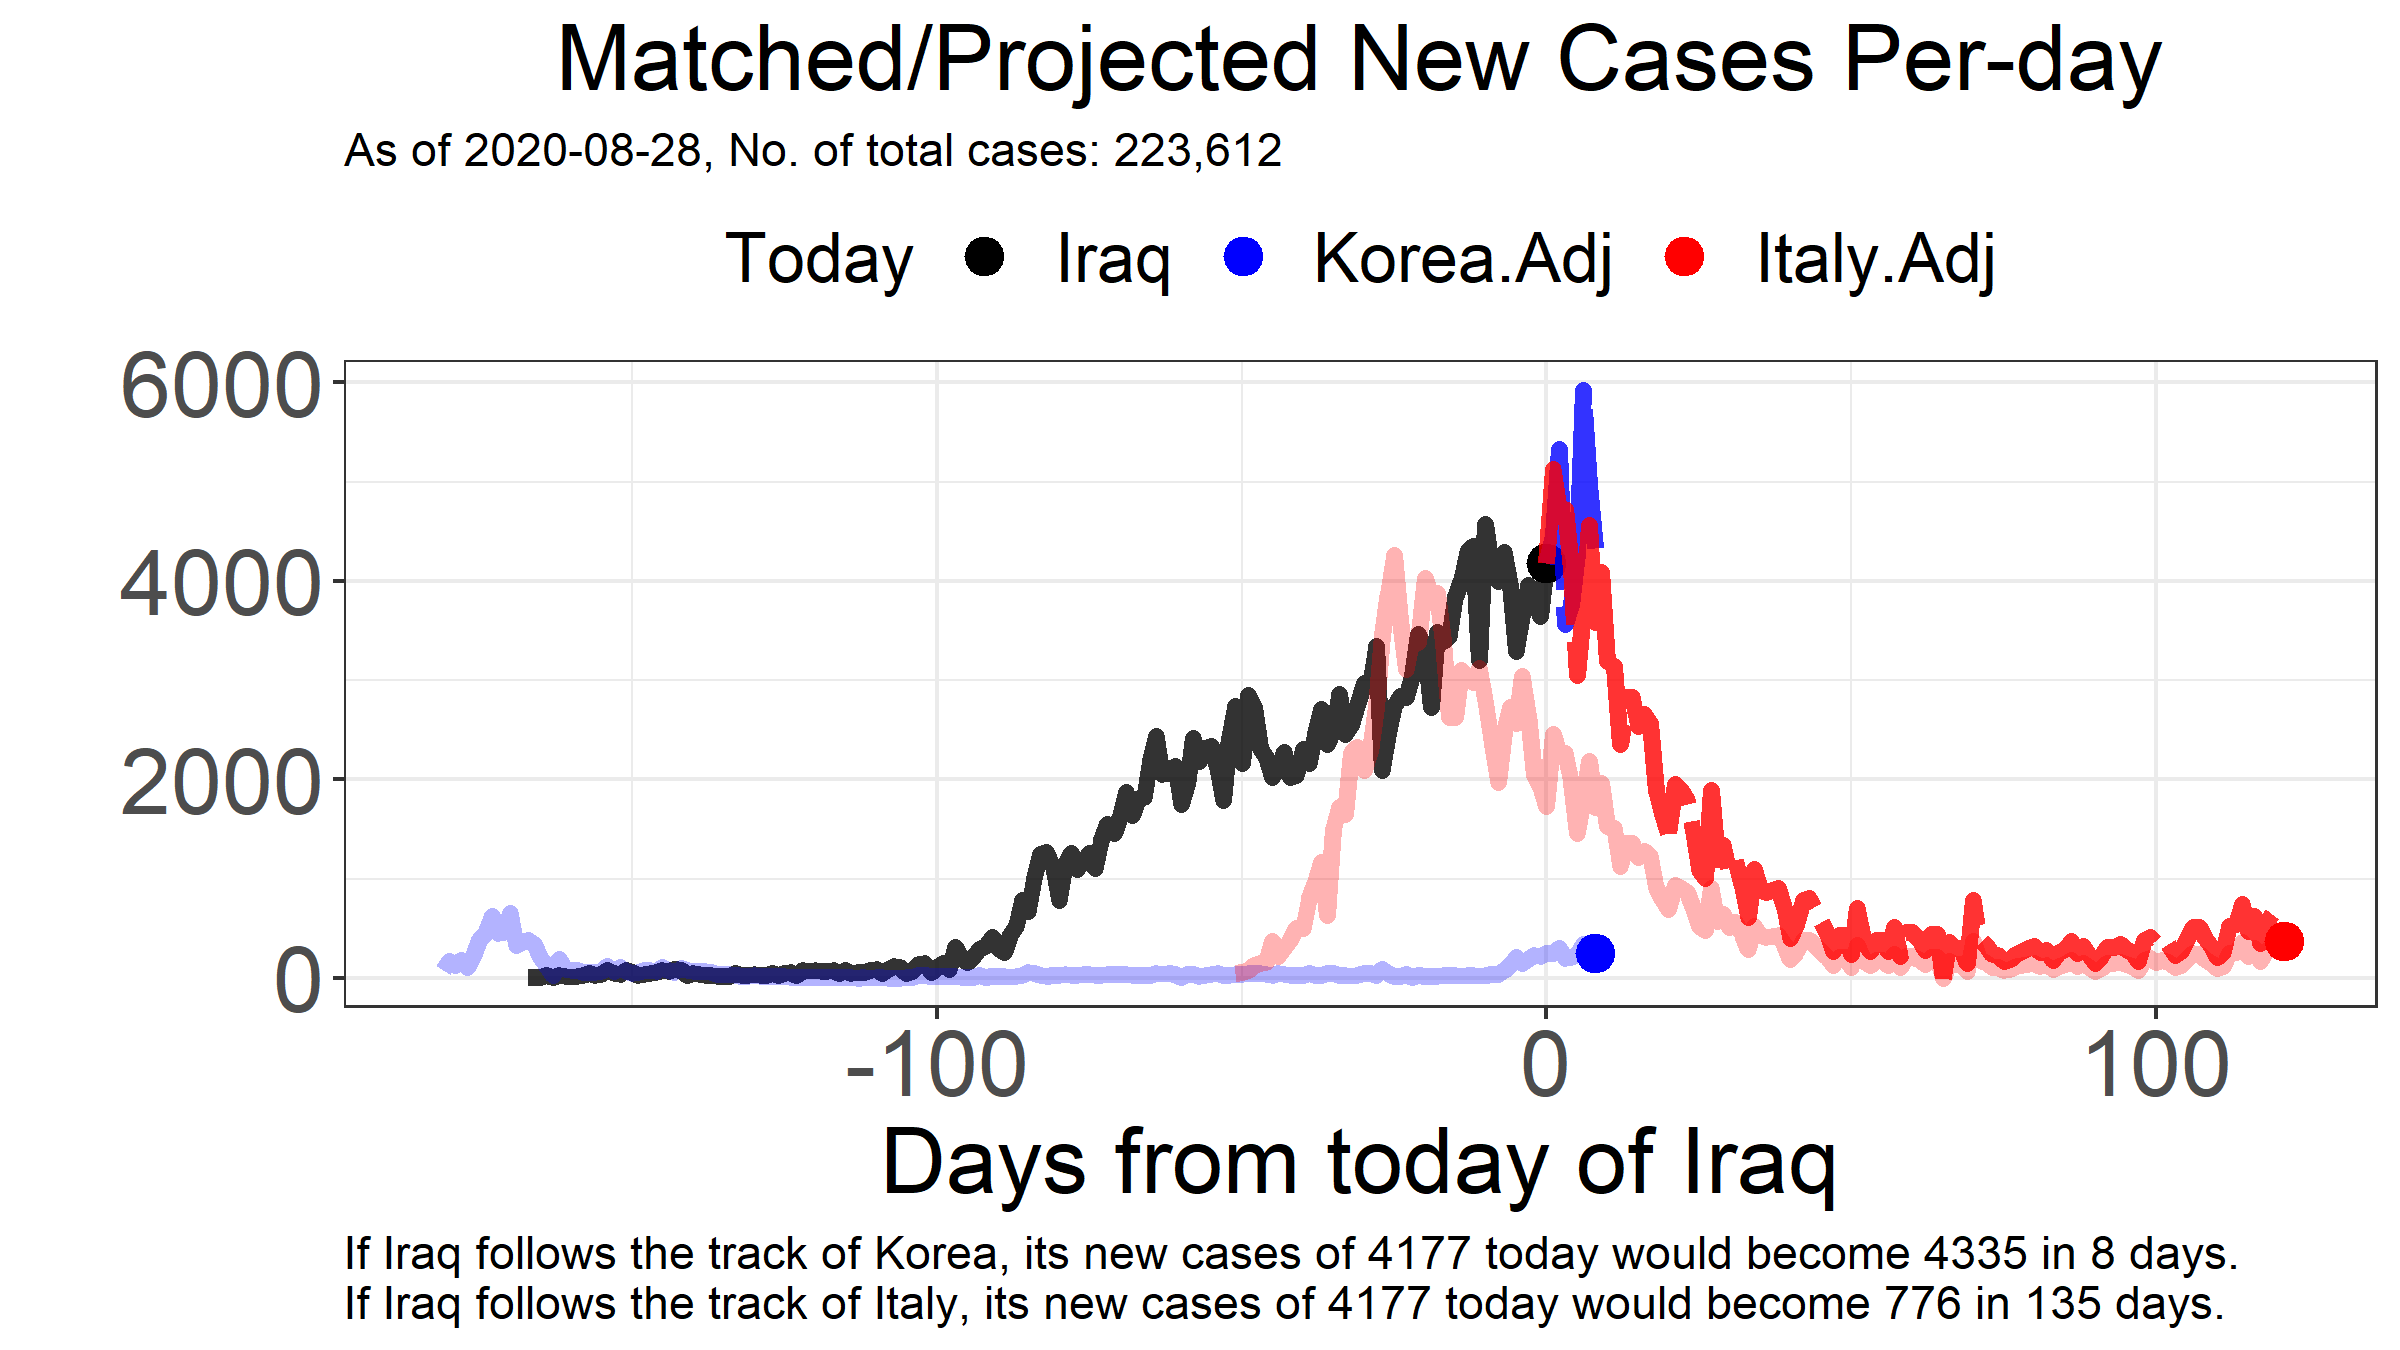 Matched/Projected New Cases Per-day
As of 2020-08-28, No. of total cases: 223,612
Today Iraq Korea.Adj Italy.Adj
6000
4000
2000
0
-100 0 100
Days from today of Iraq
If Iraq follows the track of Korea, its new cases of 4177 today would become 4335 in 8 days.
If Iraq follows the track of Italy, its new cases of 4177 today would become 776 in 135 days.